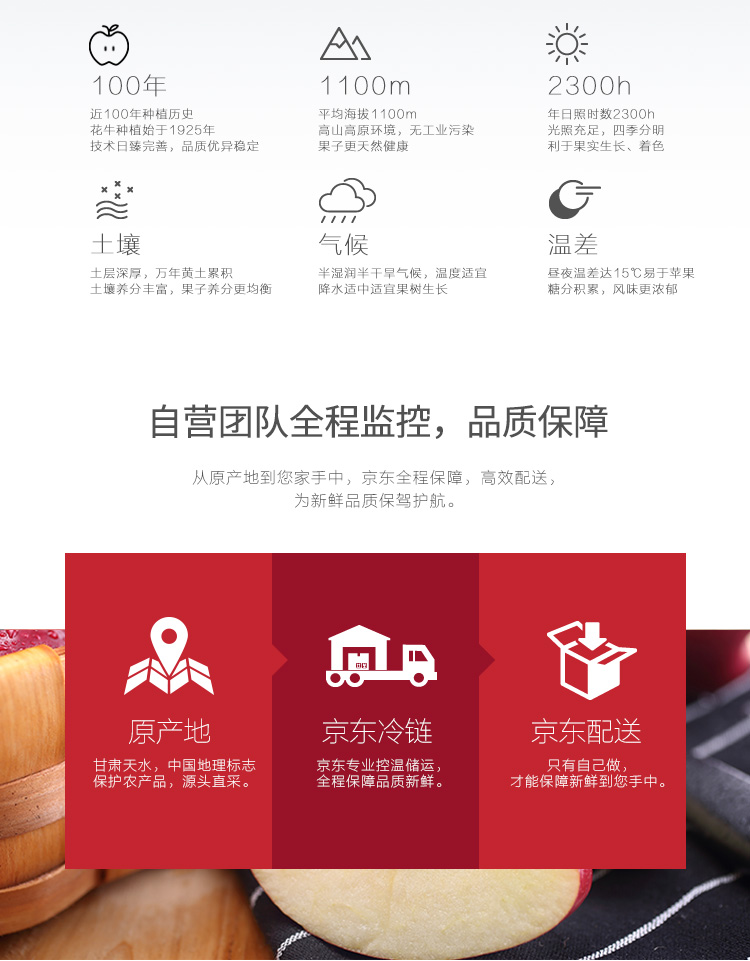 100年
近100年种植历史
花牛种植始于1925年
技术日臻完善，品质优异稳定
1100m
平均海拔1100m
高山高原环境，无工业污染
果子更天然健康
2300h
年日照时数2300h
光照充足，四季分明
利于果实生长、着色
土壤
土层深厚，万年黄土累积
土壤养分丰富，果子养分更均衡
气候
半湿润半干旱气候，温度适宜
降水适中适宜果树生长
温差
昼夜温差达15℃易于苹果
糖分积累，风味更浓郁
自营团队全程监控，品质保障
从原产地到您家手中，京东全程保障，高效配送，
为新鲜品质保驾护航。
原产地
甘肃天水，中国地理标志
保护农产品，源头直采。
京东冷链
京东专业控温储运，
全程保障品质新鲜。
京东配送
只有自己做，
才能保障新鲜到您手中。